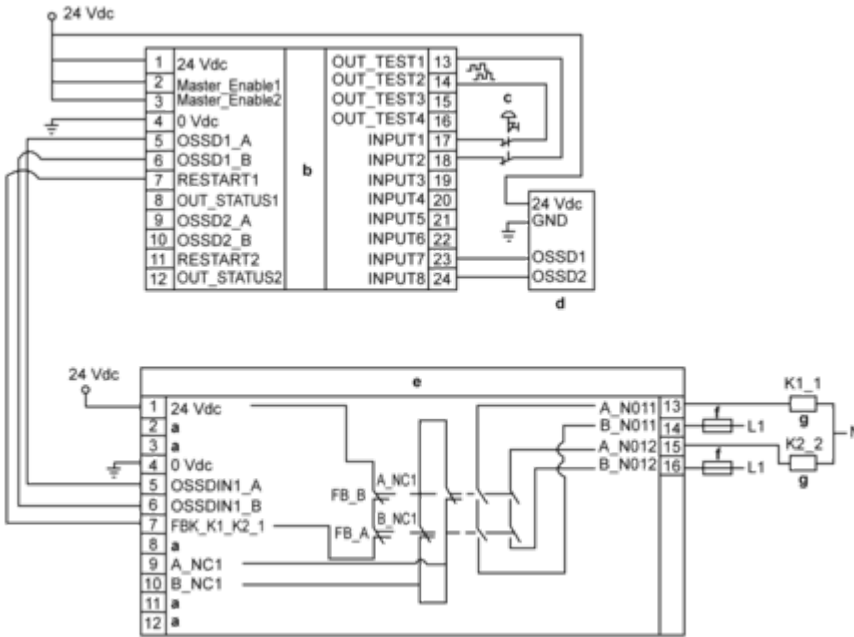 24 Vdc
1 24 Vdc
2 Master_Enable1
3 Master_Enable2
4 0 Vdc
5 OSSD1_A
6 OSSD1_B
7 RESTART1
8 OUT_STATUS1
9 OSSD2_A
10 OSSD2_B
11 RESTART2
12 OUT_STATUS2
b
OUT_TEST1 13
OUT_TEST2 14
OUT_TEST3 15
OUT_TEST4 16
INPUT1 17
INPUT2 18
INPUT3 19
INPUT4 20
INPUT5 21
INPUT6 22
INPUT7 23
INPUT8 24
c
24 Vdc
GND
OSSD1
OSSD2
d
24 Vdc
e
1 24 Vdc
2 a
3 a
4 0 Vdc
5 OSSDIN1_A
6 OSSDIN1_B
7 FBK_K1_K2_1
8 a
9 A_NC1
10 B_NC1
11 a
12 a
A_NC1
FB_B
B_NC1
FB_A
A_N011 13
B_N011 14
A_N012 15
B_N012 16
K1_1
g
f
L1
N
K2_2
g
f
L1